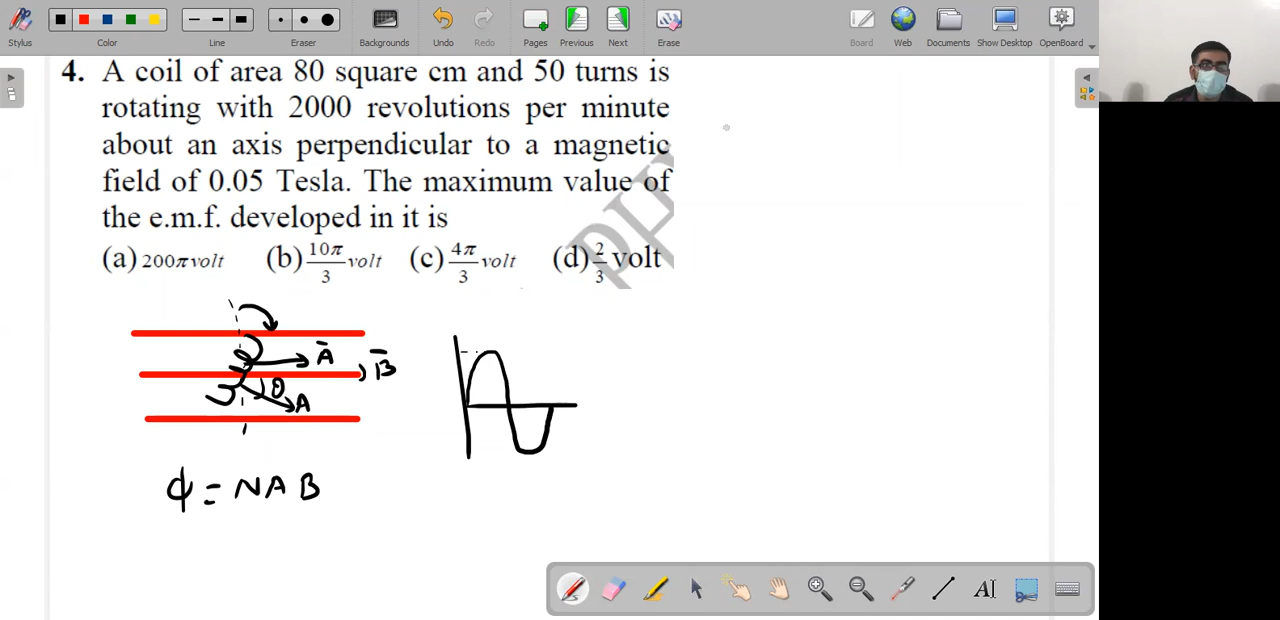 Stylus
Color
Line
Eraser
Backgrounds
Undo
Redo
Pages
Previous
Next
Erase
Board
Web
Documents
Show Desktop
OpenBoard
4. A coil of area 80 square cm and 50 turns is
rotating with 2000 revolutions per minute
about an axis perpendicular to a magnetic
field of 0.05 Tesla. The maximum value of
the e.m.f. developed in it is
(a) 200π volt (b) 10π/3 volt (c) 4π/3 volt (d) 2/3 volt
PHY
A̅
B̅
θ
A
ϕ = NAB
AI